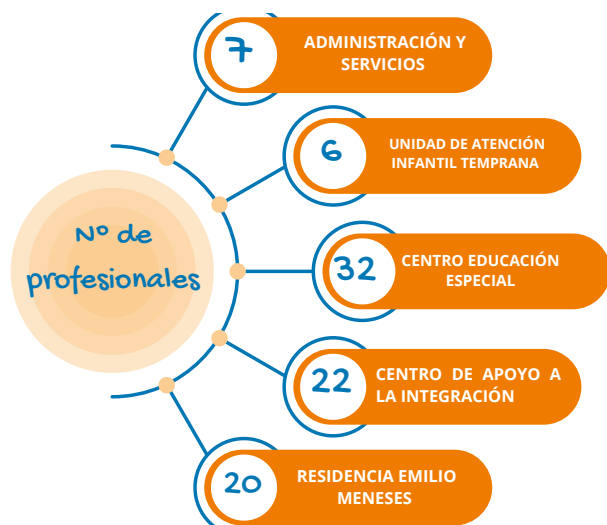 Nº de
profesionales
7
ADMINISTRACIÓN Y
SERVICIOS
6
UNIDAD DE ATENCIÓN
INFANTIL TEMPRANA
32
CENTRO EDUCACIÓN
ESPECIAL
22
CENTRO DE APOYO A
LA INTEGRACIÓN
20
RESIDENCIA EMILIO
MENESES